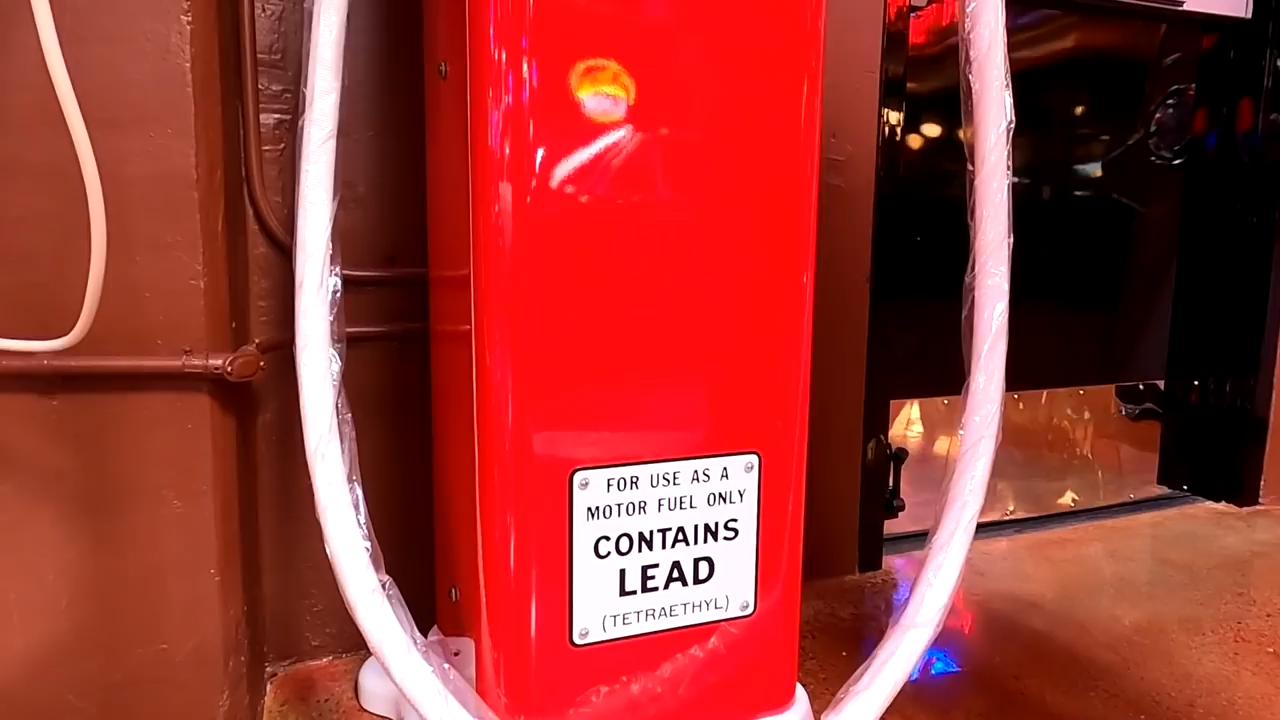 FOR USE AS A
MOTOR FUEL ONLY
CONTAINS
LEAD
(TETRAETHYL)